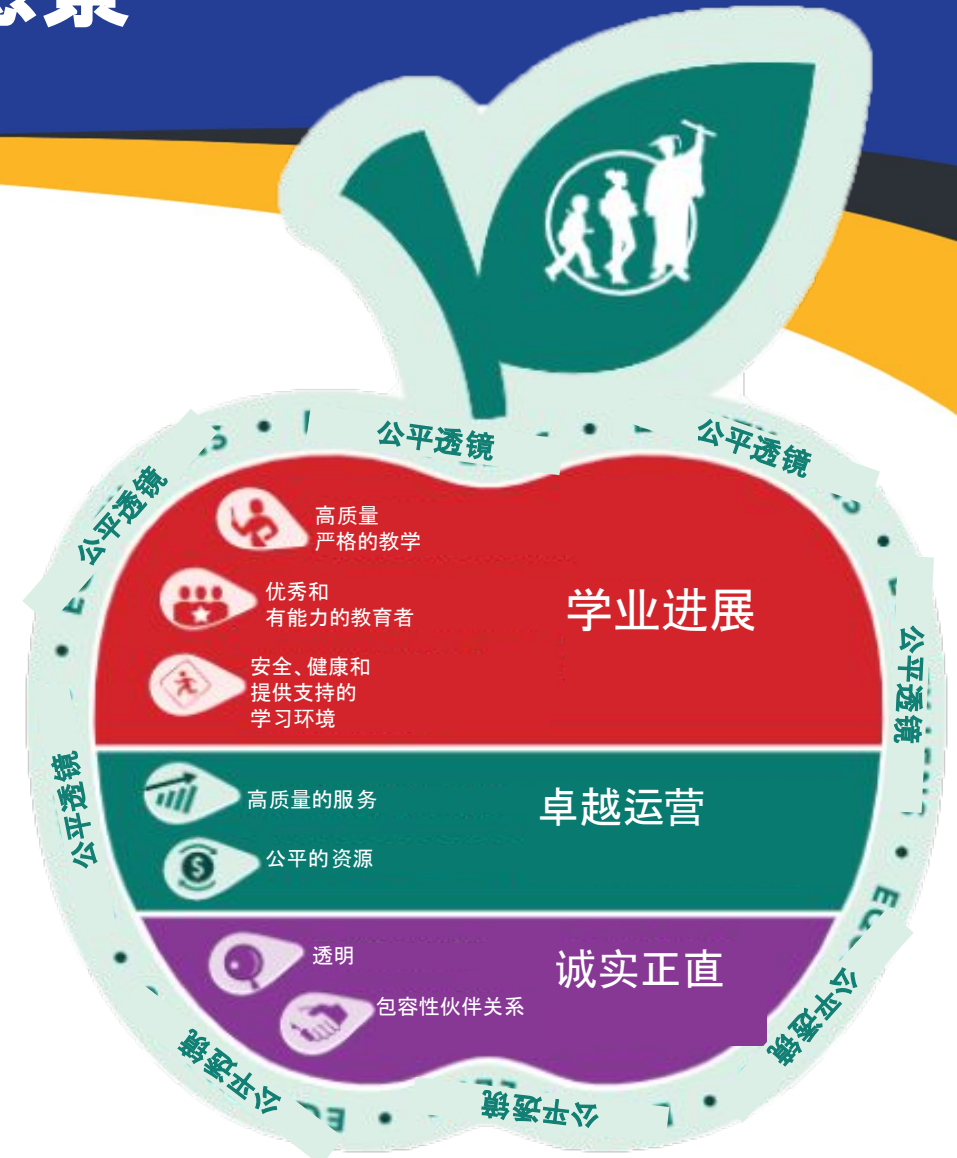 公平透镜
公平透镜
公平透镜
高质量
严格的教学
优秀和
有能力的教育者
学业进展
安全、健康和
提供支持的
学习环境
公平透镜
公平透镜
高质量的服务
卓越运营
公平的资源
透明
诚实正直
包容性伙伴关系
公平透镜
公平透镜
公平透镜